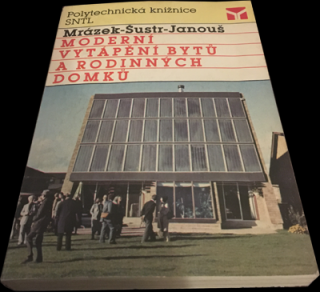 Polytechnická knižnice
SNTL
Mrázek-Šustr-Janouš
MODERNÍ
VYTÁPĚNÍ BYTŮ
A RODINNÝCH
DOMKŮ